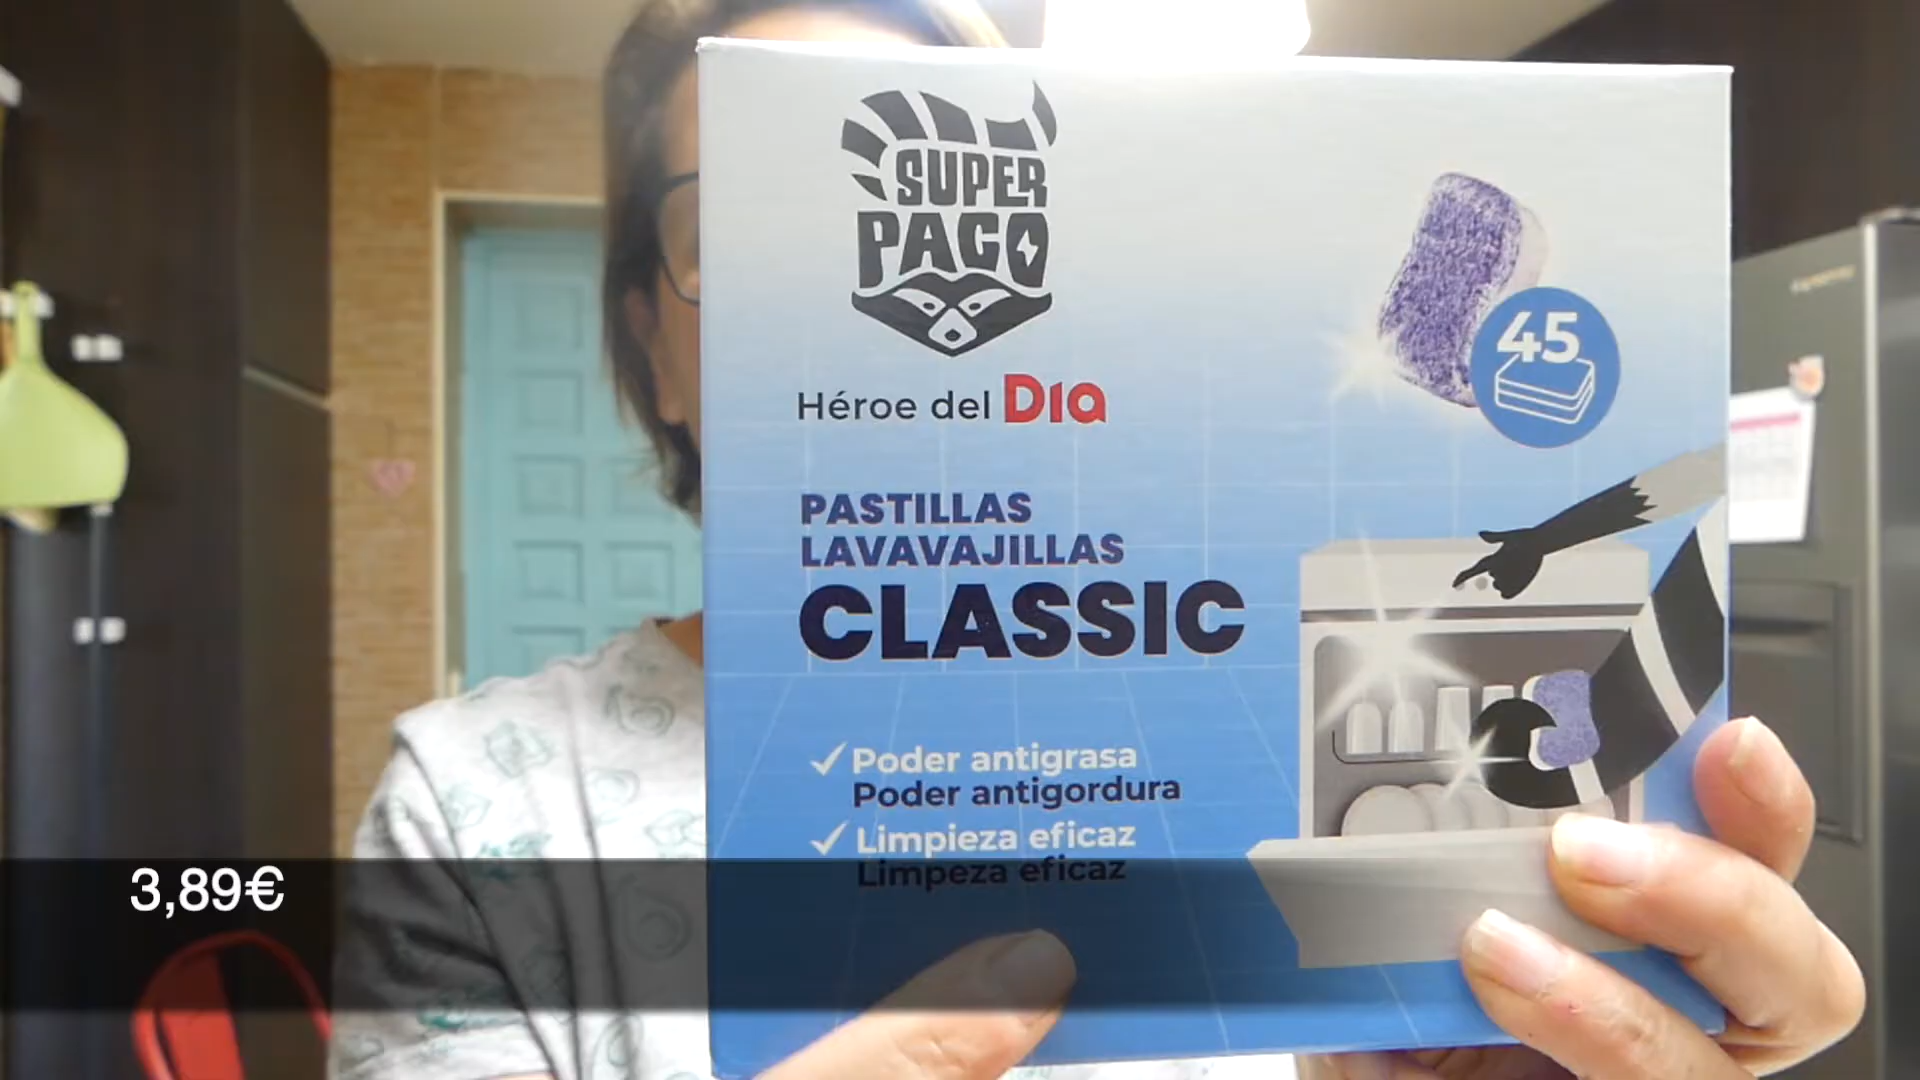 SUPER
PACO
Héroe del Dia
45
PASTILLAS
LAVAVAJILLAS
CLASSIC
Poder antigrasa
Poder antigordura
Limpieza eficaz
Limpeza eficaz
3,89€